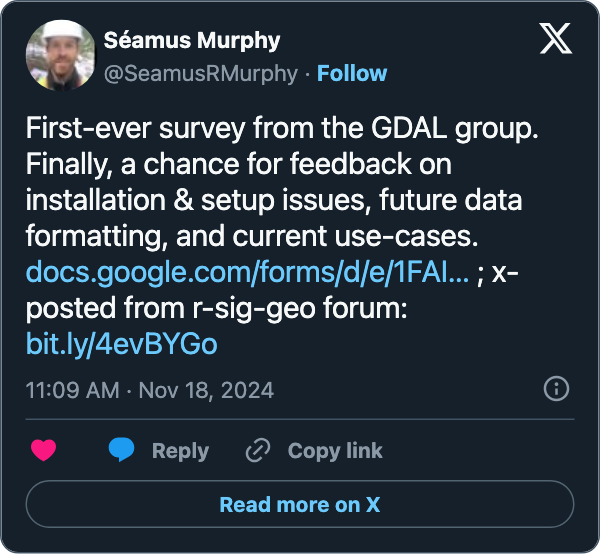 Séamus Murphy
@SeamusRMurphy · Follow
First-ever survey from the GDAL group.
Finally, a chance for feedback on
installation & setup issues, future data
formatting, and current use-cases.
docs.google.com/forms/d/e/1FAI... ; x-
posted from r-sig-geo forum:
bit.ly/4evBYGo
11:09 AM · Nov 18, 2024
Reply Copy link
Read more on X